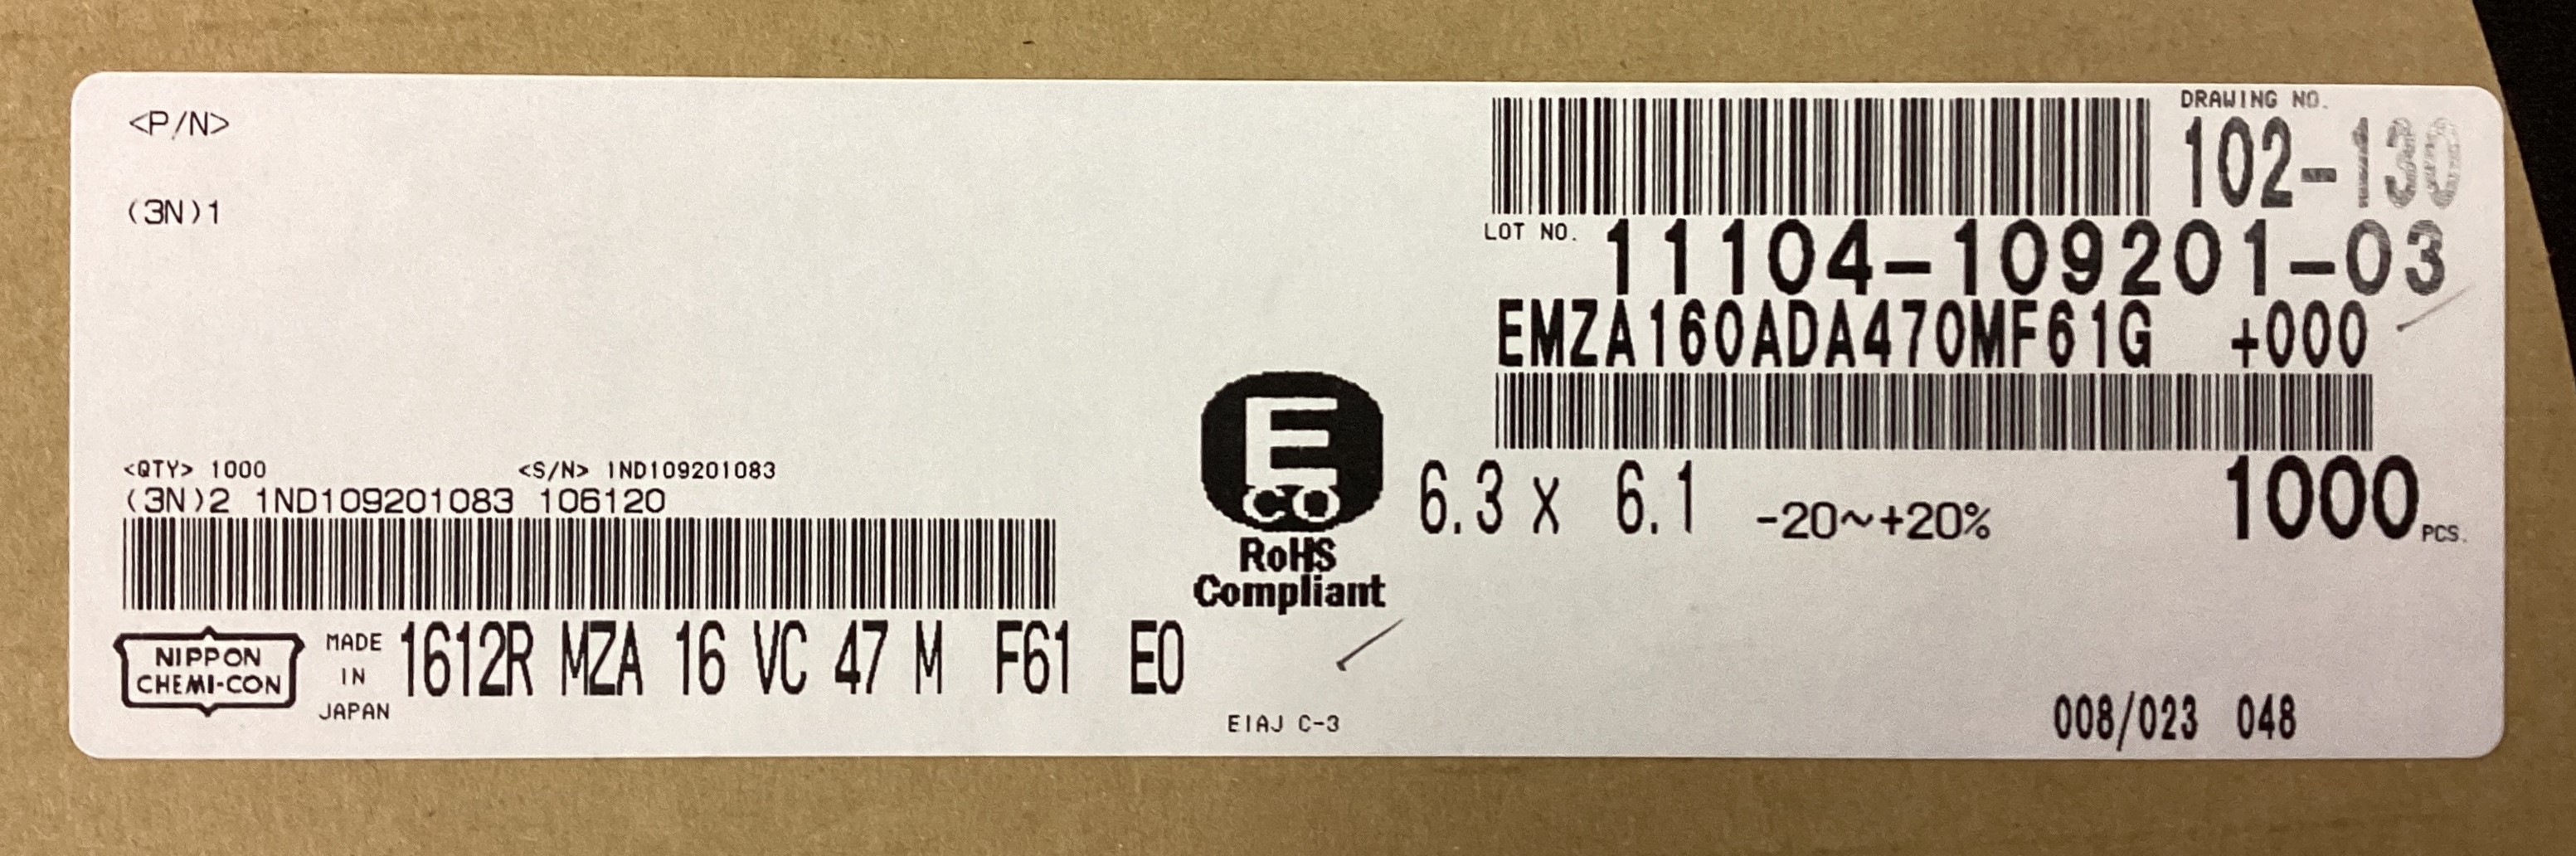 <P/N>
(3N)1
<QTY> 1000 <S/N> 1ND109201083
(3N)2 1ND109201083 106120
NIPPON
CHEMI-CON
MADE
IN
JAPAN
1612R MZA 16 VC 47 M F61 E0
E
CO
RoHS
Compliant
EIAJ C-3
DRAWING NO.
102-130
LOT NO. 11104-109201-03
EMZA160ADA470MF61G +000
6.3 x 6.1 -20~+20% 1000 PCS.
008/023 048